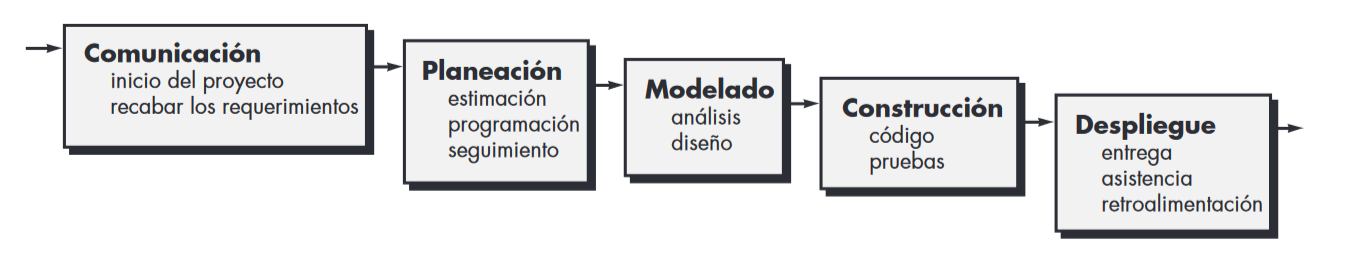 Comunicación
inicio del proyecto
recabar los requerimientos
Planeación
estimación
programación
seguimiento
Modelado
análisis
diseño
Construcción
código
pruebas
Despliegue
entrega
asistencia
retroalimentación